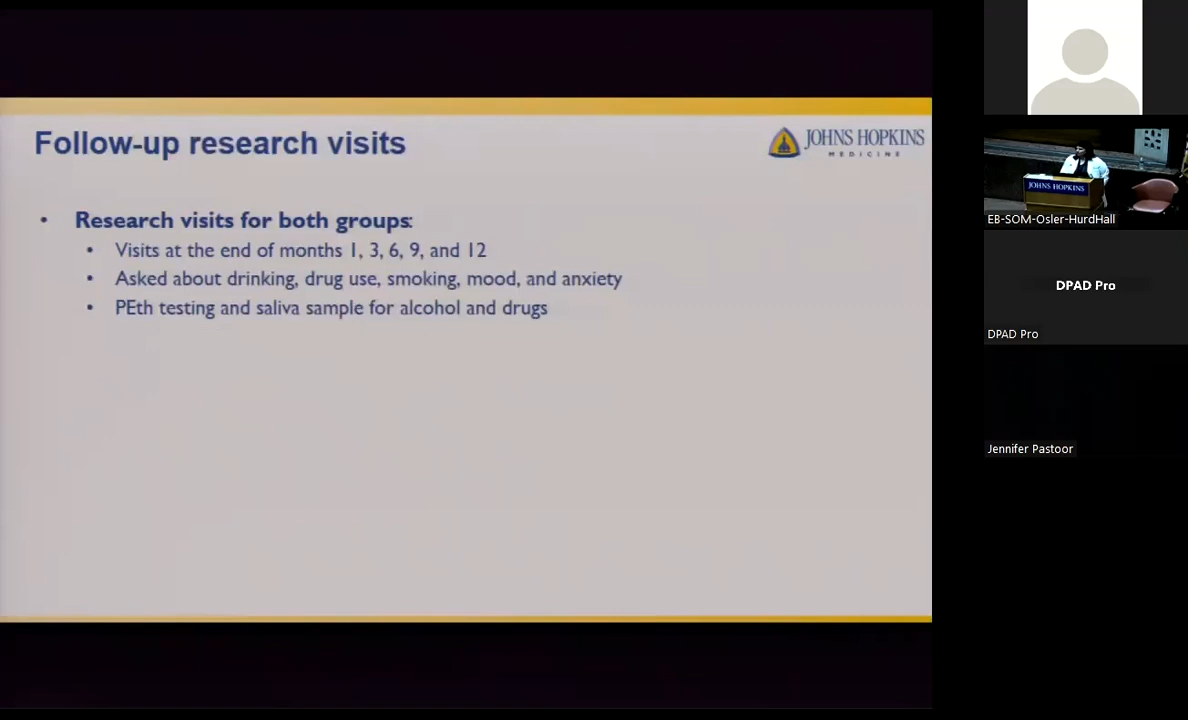 Follow-up research visits
JOHNS HOPKINS
MEDICINE
• Research visits for both groups:
• Visits at the end of months 1, 3, 6, 9, and 12
• Asked about drinking, drug use, smoking, mood, and anxiety
• PEth testing and saliva sample for alcohol and drugs
JOHNS HOPKINS
EB-SOM-Osler-HurdHall
DPAD Pro
DPAD Pro
Jennifer Pastoor